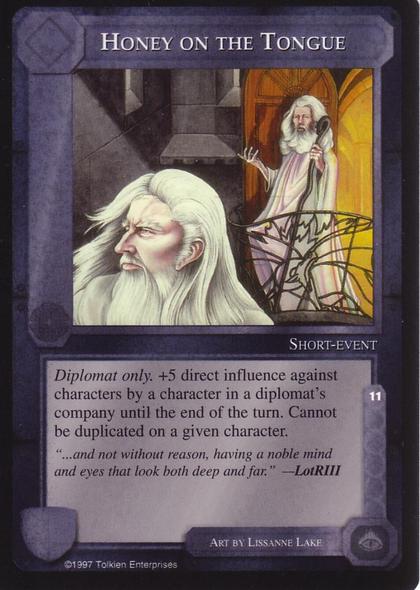 HONEY ON THE TONGUE
SHORT-EVENT
Diplomat only. +5 direct influence against
characters by a character in a diplomat's
company until the end of the turn. Cannot
be duplicated on a given character.
"...and not without reason, having a noble mind
and eyes that look both deep and far." —LotRIII
11
ART BY LISSANNE LAKE
©1997 Tolkien Enterprises